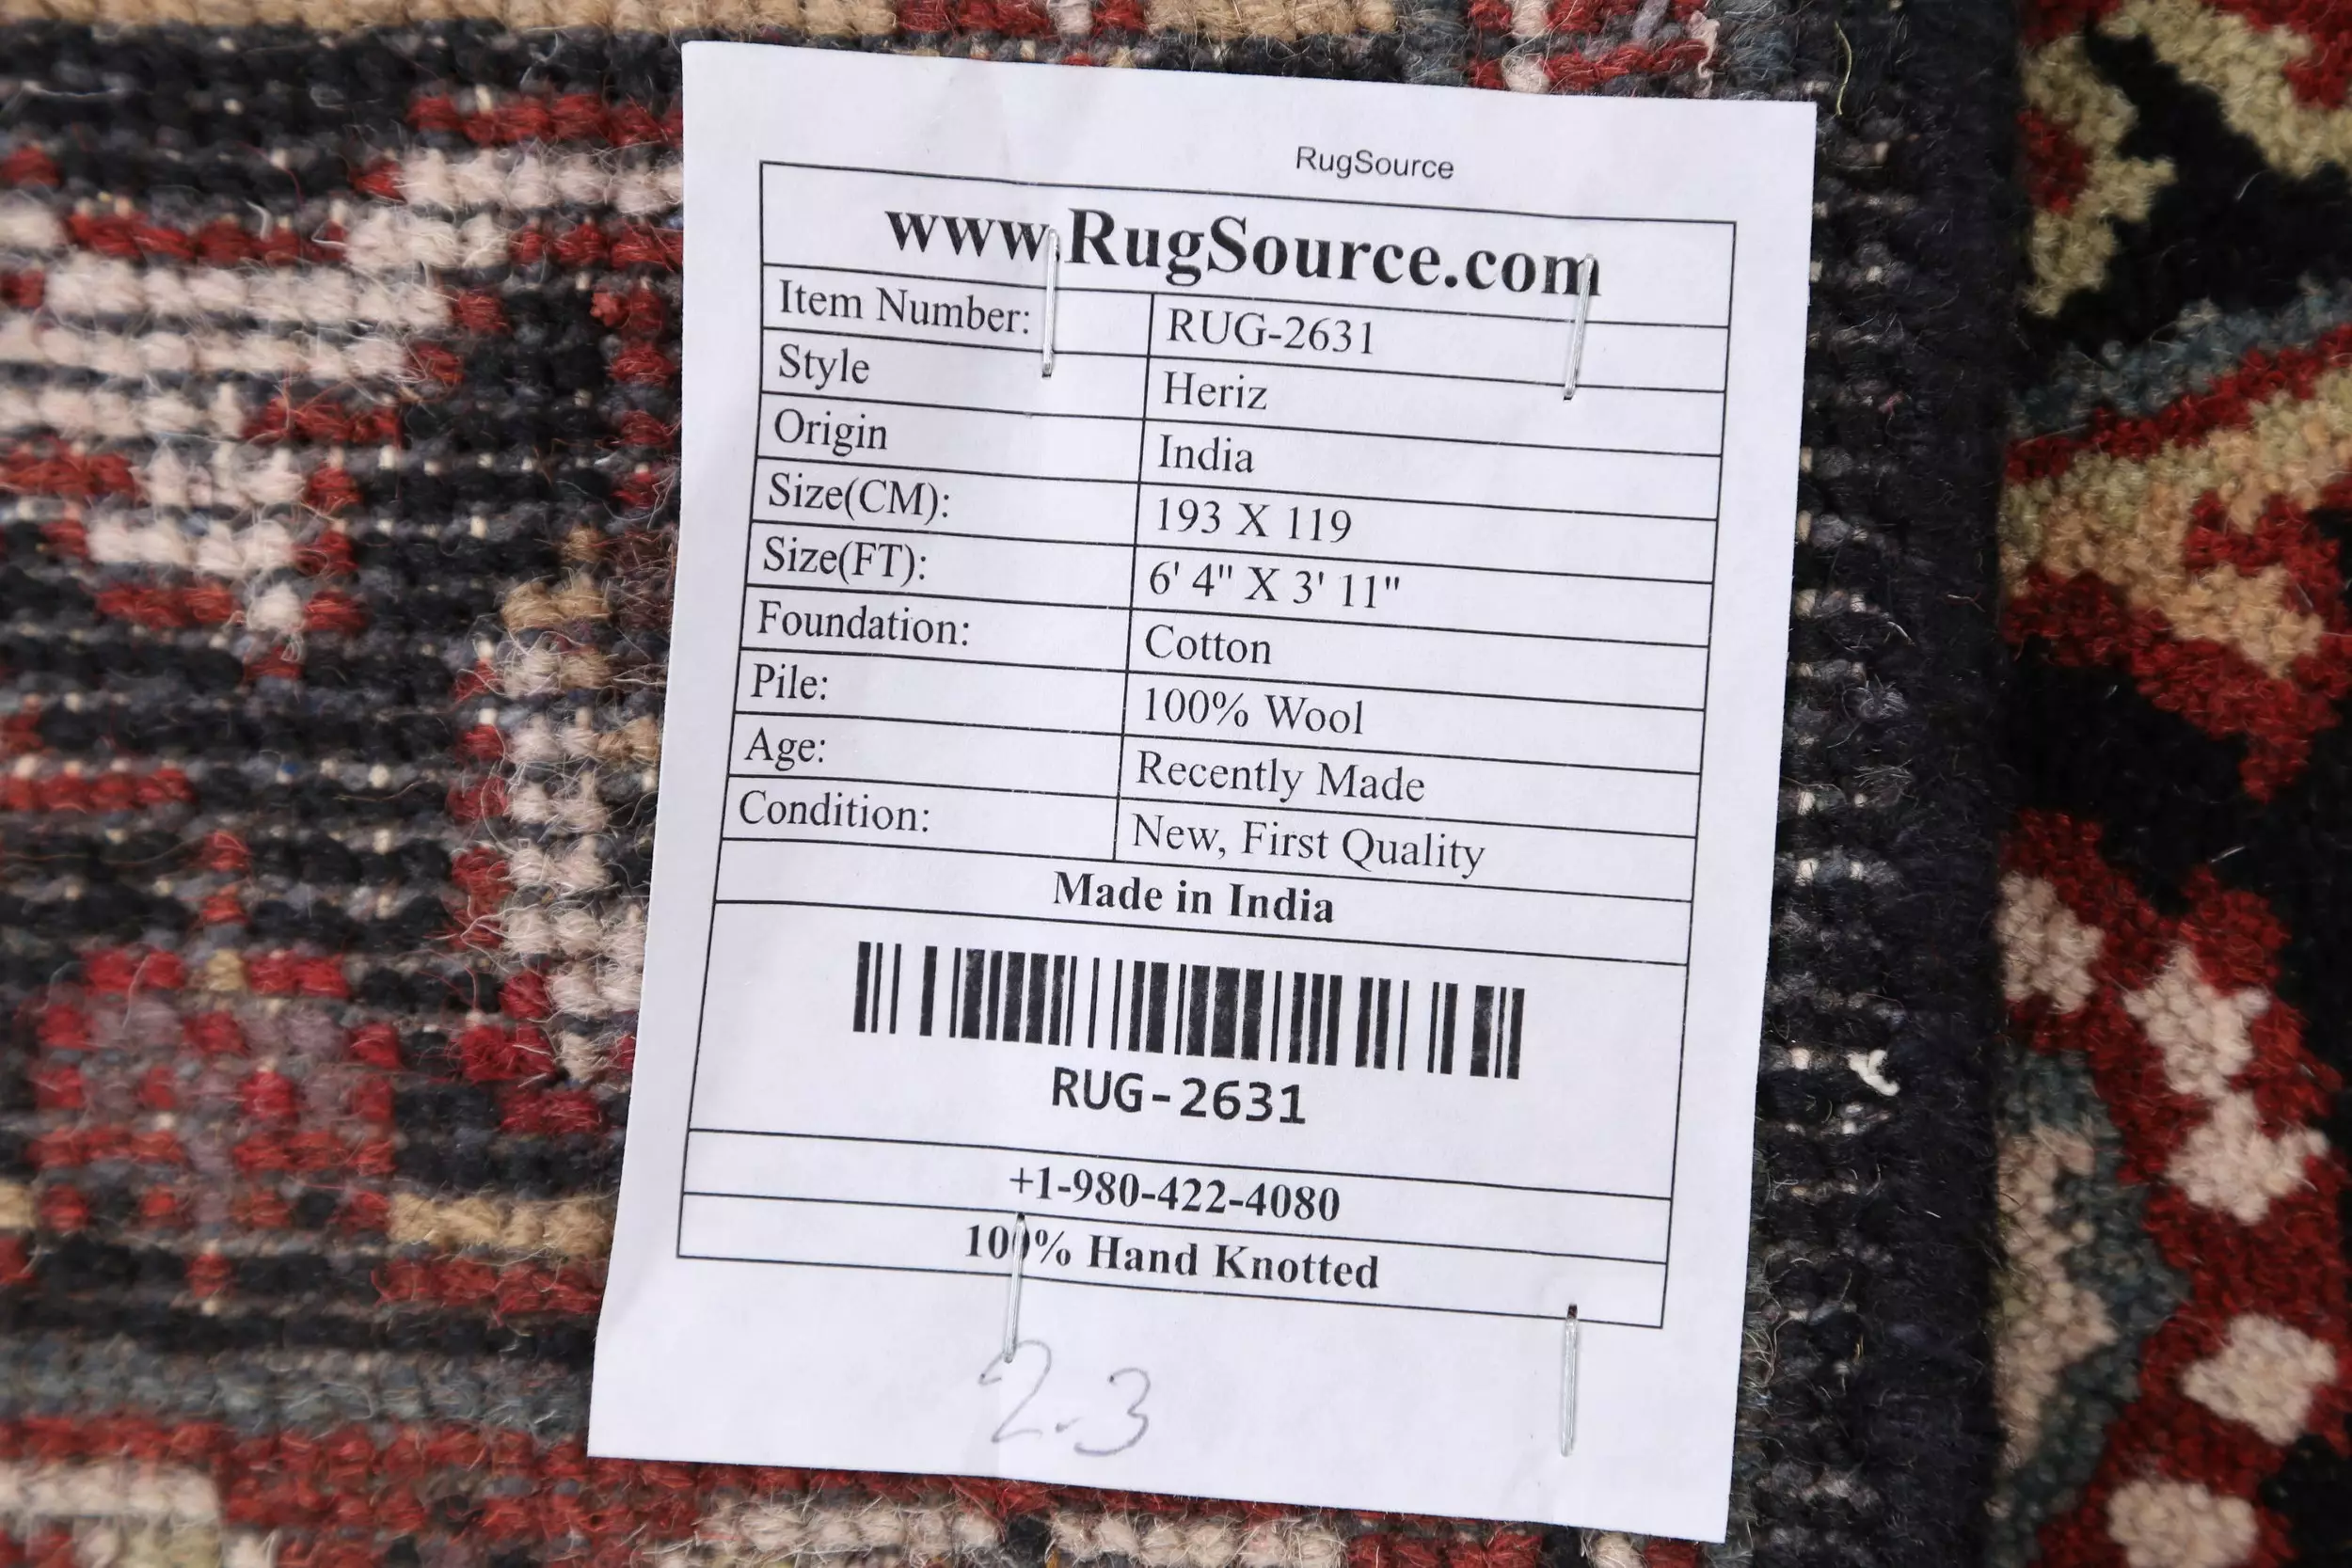 RugSource
www.RugSource.com
Item Number: RUG-2631
Style Heriz
Origin India
Size(CM): 193 X 119
Size(FT): 6' 4" X 3' 11"
Foundation: Cotton
Pile: 100% Wool
Age: Recently Made
Condition: New, First Quality
Made in India
RUG-2631
+1-980-422-4080
100% Hand Knotted
2.3